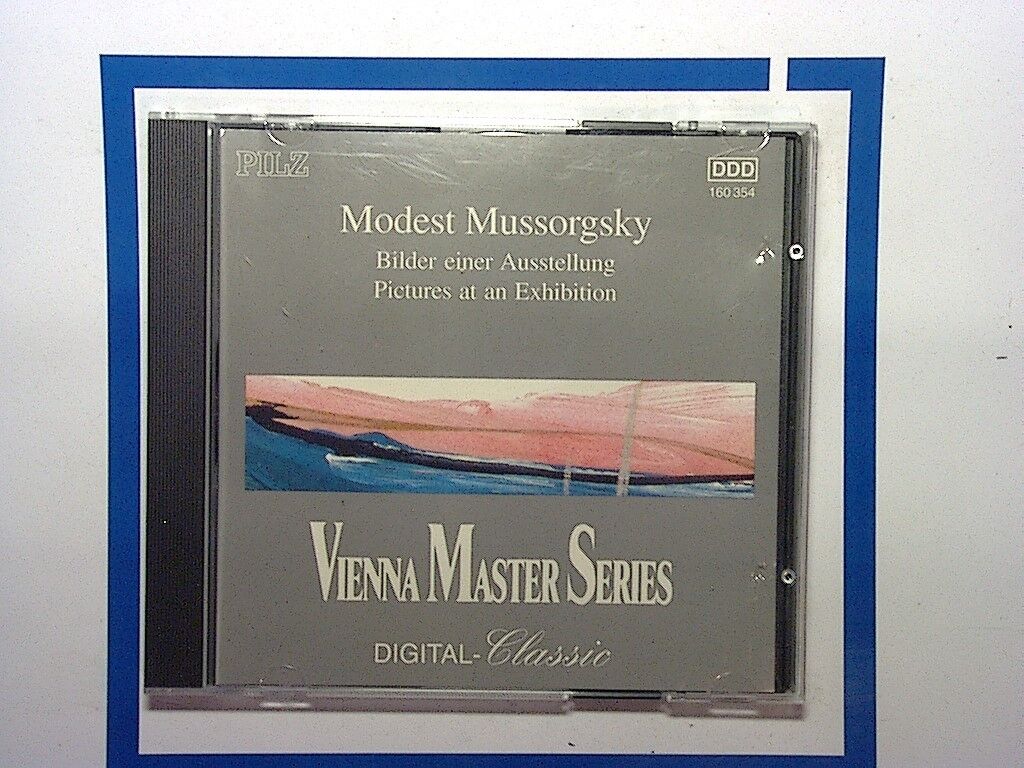 PILZ
DDD
160 354
Modest Mussorgsky
Bilder einer Ausstellung
Pictures at an Exhibition
VIENNA MASTER SERIES
DIGITAL-Classic